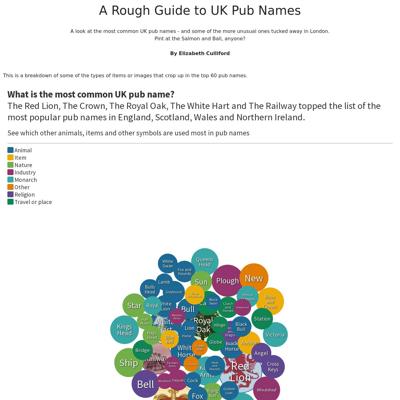 A Rough Guide to UK Pub Names
A look at the most common UK pub names - and some of the more unusual ones tucked away in London.
Pint at the Salmon and Ball, anyone?
By Elizabeth Culliford
This is a breakdown of some of the types of items or images that crop up in the top 60 pub names.
What is the most common UK pub name?
The Red Lion, The Crown, The Royal Oak, The White Hart and The Railway topped the list of the
most popular pub names in England, Scotland, Wales and Northern Ireland.
See which other animals, items and other symbols are used most in pub names
Animal
Item
Nature
Industry
Monarch
Other
Religion
Travel or place
White Swan
Queens Head
Fox and Hounds
Lamb
Sun
Plough
New
Bulls Head
Greyhound
Star
Royal
Bull
Station
Kings Head
Royal Oak
Black Bull
Victoria
Globe
Bridge
White Horse
Black Horse
Angel
Ship
Cross Keys
Red Lion
Bell
Cock
Fox
Wheatsheaf